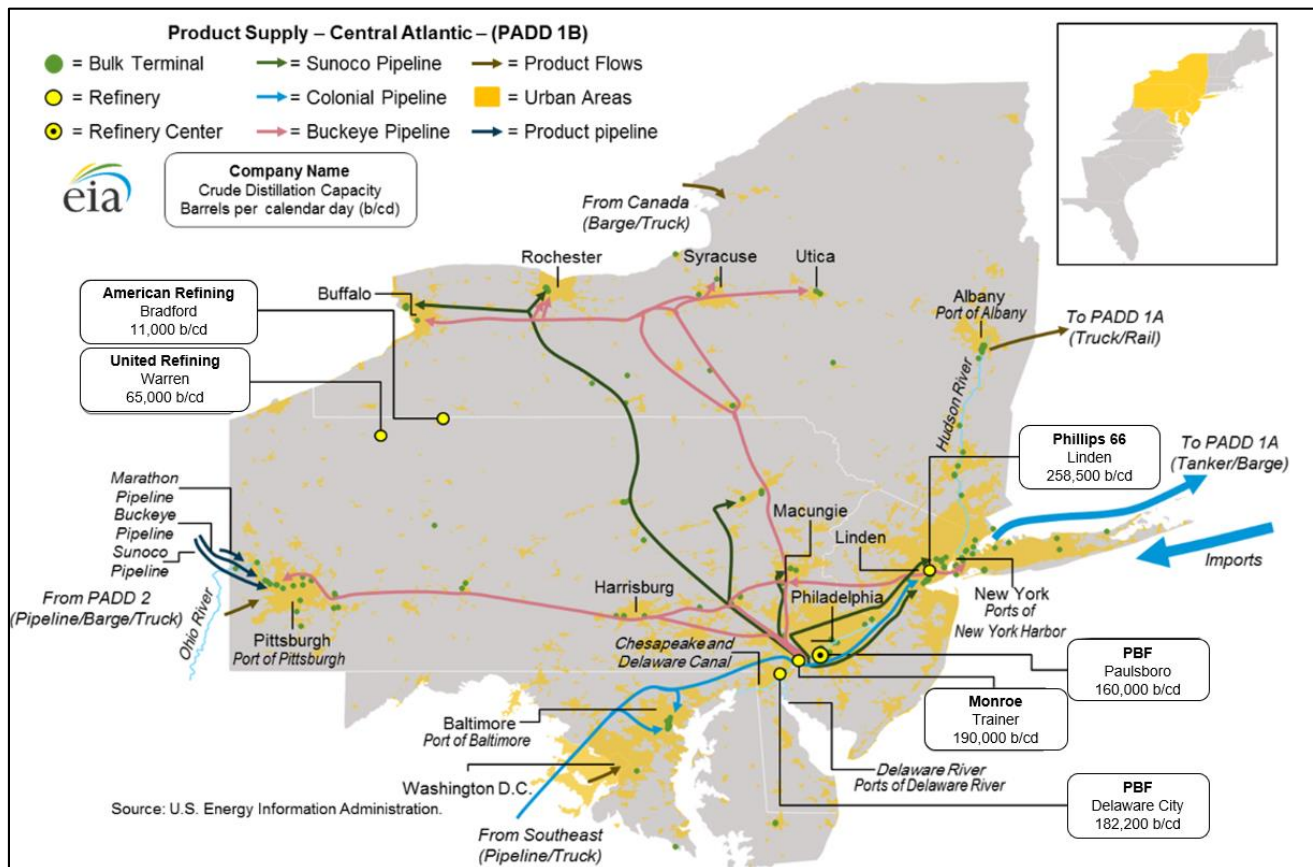 Product Supply – Central Atlantic – (PADD 1B)
= Bulk Terminal
= Sunoco Pipeline
= Product Flows
= Refinery
= Colonial Pipeline
= Urban Areas
= Refinery Center
= Buckeye Pipeline
= Product pipeline
eia
Company Name
Crude Distillation Capacity
Barrels per calendar day (b/cd)
From Canada
(Barge/Truck)
Rochester
Syracuse
Utica
Buffalo
American Refining
Bradford
11,000 b/cd
United Refining
Warren
65,000 b/cd
Albany
Port of Albany
To PADD 1A
(Truck/Rail)
Hudson River
Phillips 66
Linden
258,500 b/cd
To PADD 1A
(Tanker/Barge)
Imports
Marathon
Pipeline
Buckeye
Pipeline
Sunoco
Pipeline
From PADD 2
(Pipeline/Barge/Truck)
Ohio River
Pittsburgh
Port of Pittsburgh
Harrisburg
Macungie
Linden
Philadelphia
New York
Ports of
New York Harbor
Chesapeake and
Delaware Canal
PBF
Paulsboro
160,000 b/cd
Monroe
Trainer
190,000 b/cd
Baltimore
Port of Baltimore
Washington D.C.
Delaware River
Ports of Delaware River
PBF
Delaware City
182,200 b/cd
Source: U.S. Energy Information Administration.
From Southeast
(Pipeline/Truck)